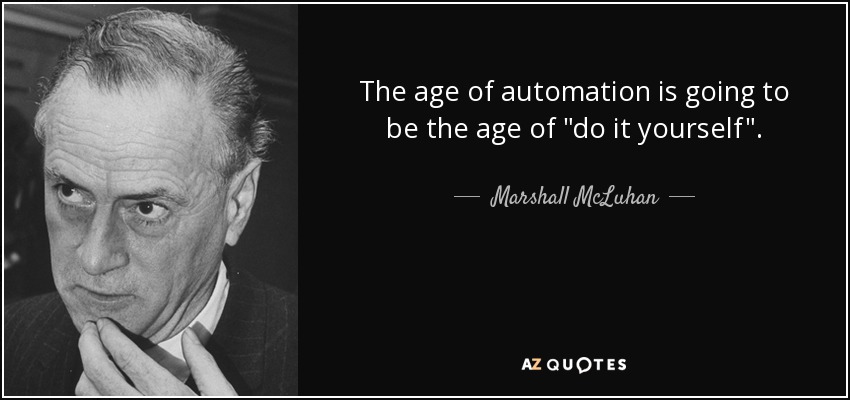 The age of automation is going to
be the age of "do it yourself".
Marshall McLuhan
AZ QUOTES